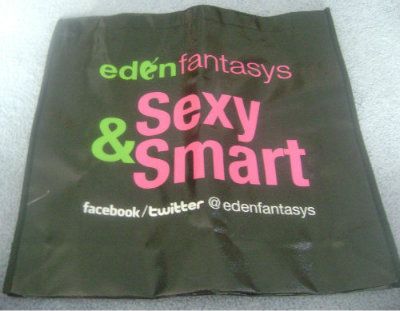 edenfantasys
Sexy
& Smart
facebook/twitter @edenfantasys